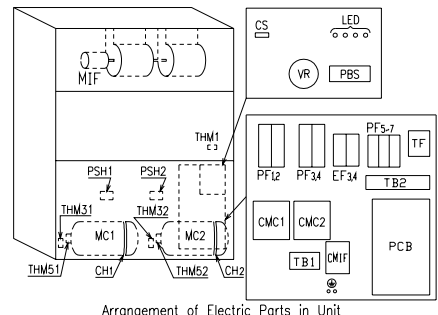 CS
LED
VR
PBS
MIF
THM1
PF1,2
PF3,4
EF3,4
PF5-7
TF
TB2
PSH1
PSH2
THM31
THM32
CMC1
CMC2
MC1
MC2
TB1
CMIF
PCB
THM51
CH1
THM52
CH2
Arrangement of Electric Parts in Unit